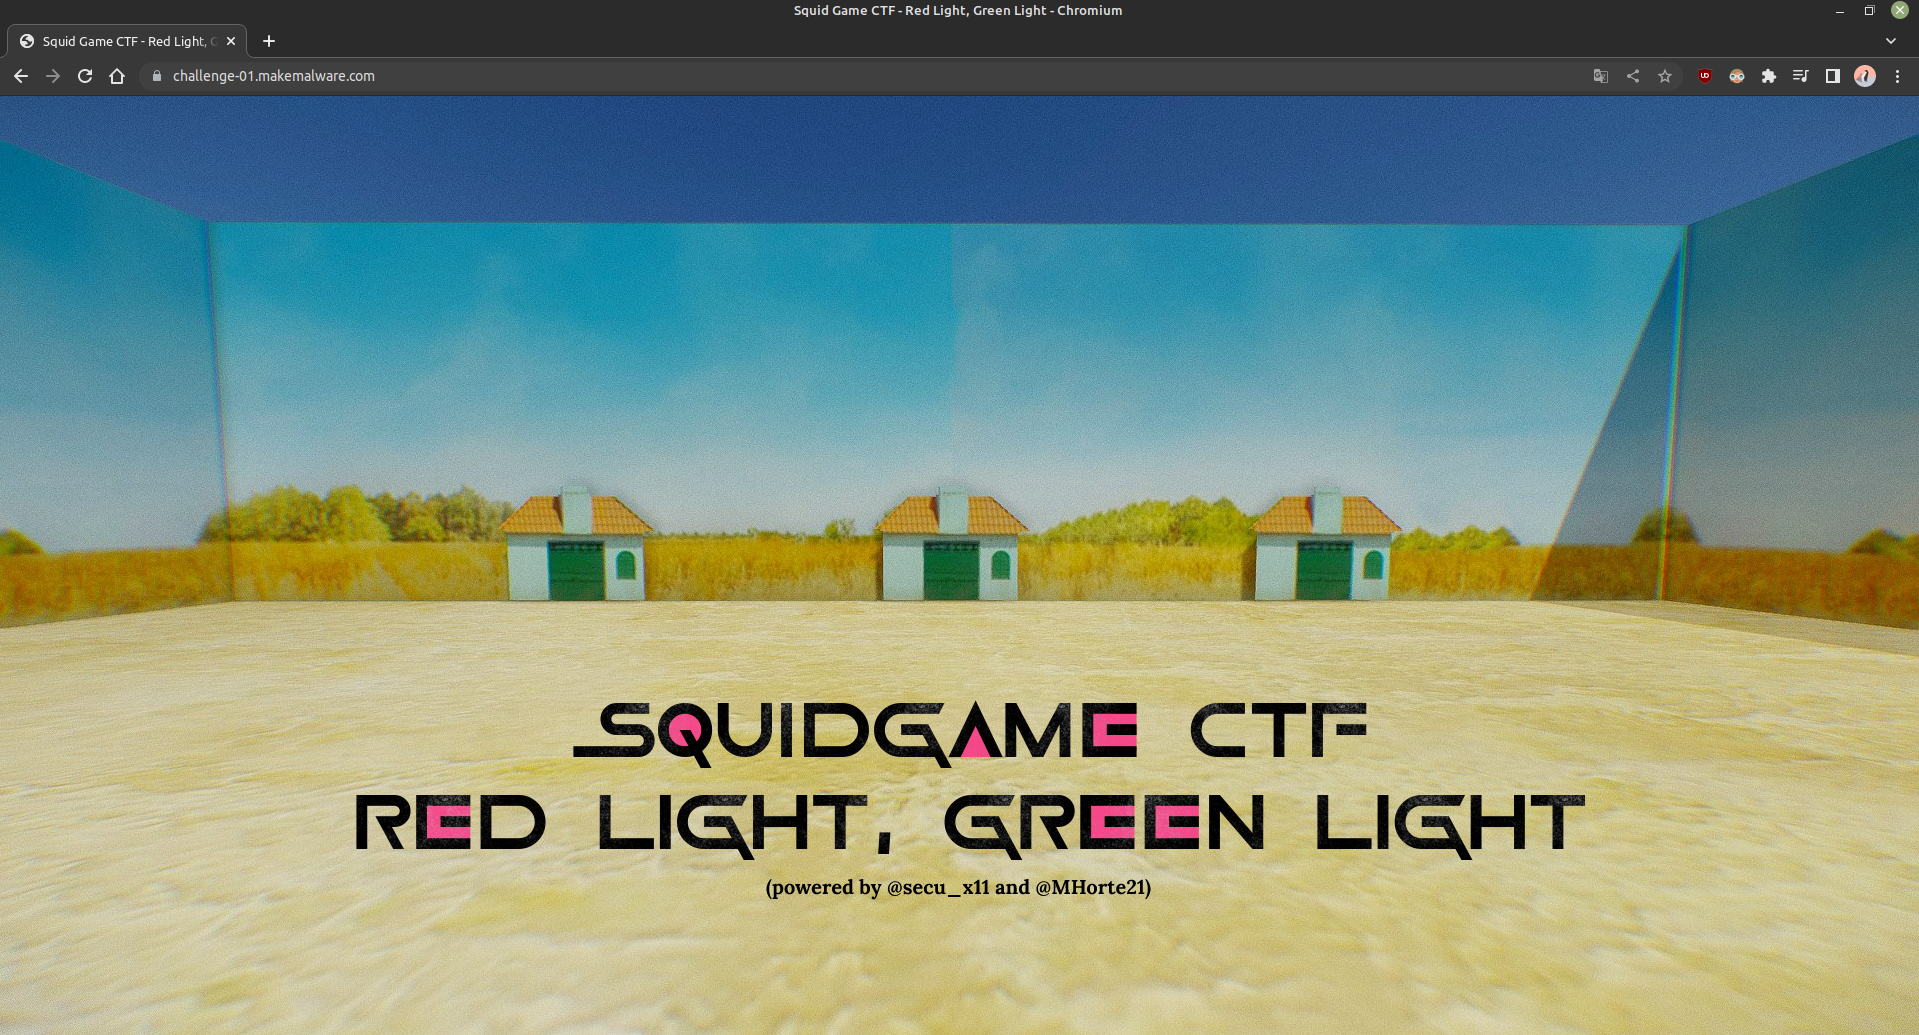 Squid Game CTF - Red Light, Green Light - Chromium
Squid Game CTF - Red Light, G
challenge-01.makemalware.com
SQUIDGAME CTF
RED LIGHT, GREEN LIGHT
(powered by @secu_x11 and @MHorte21)